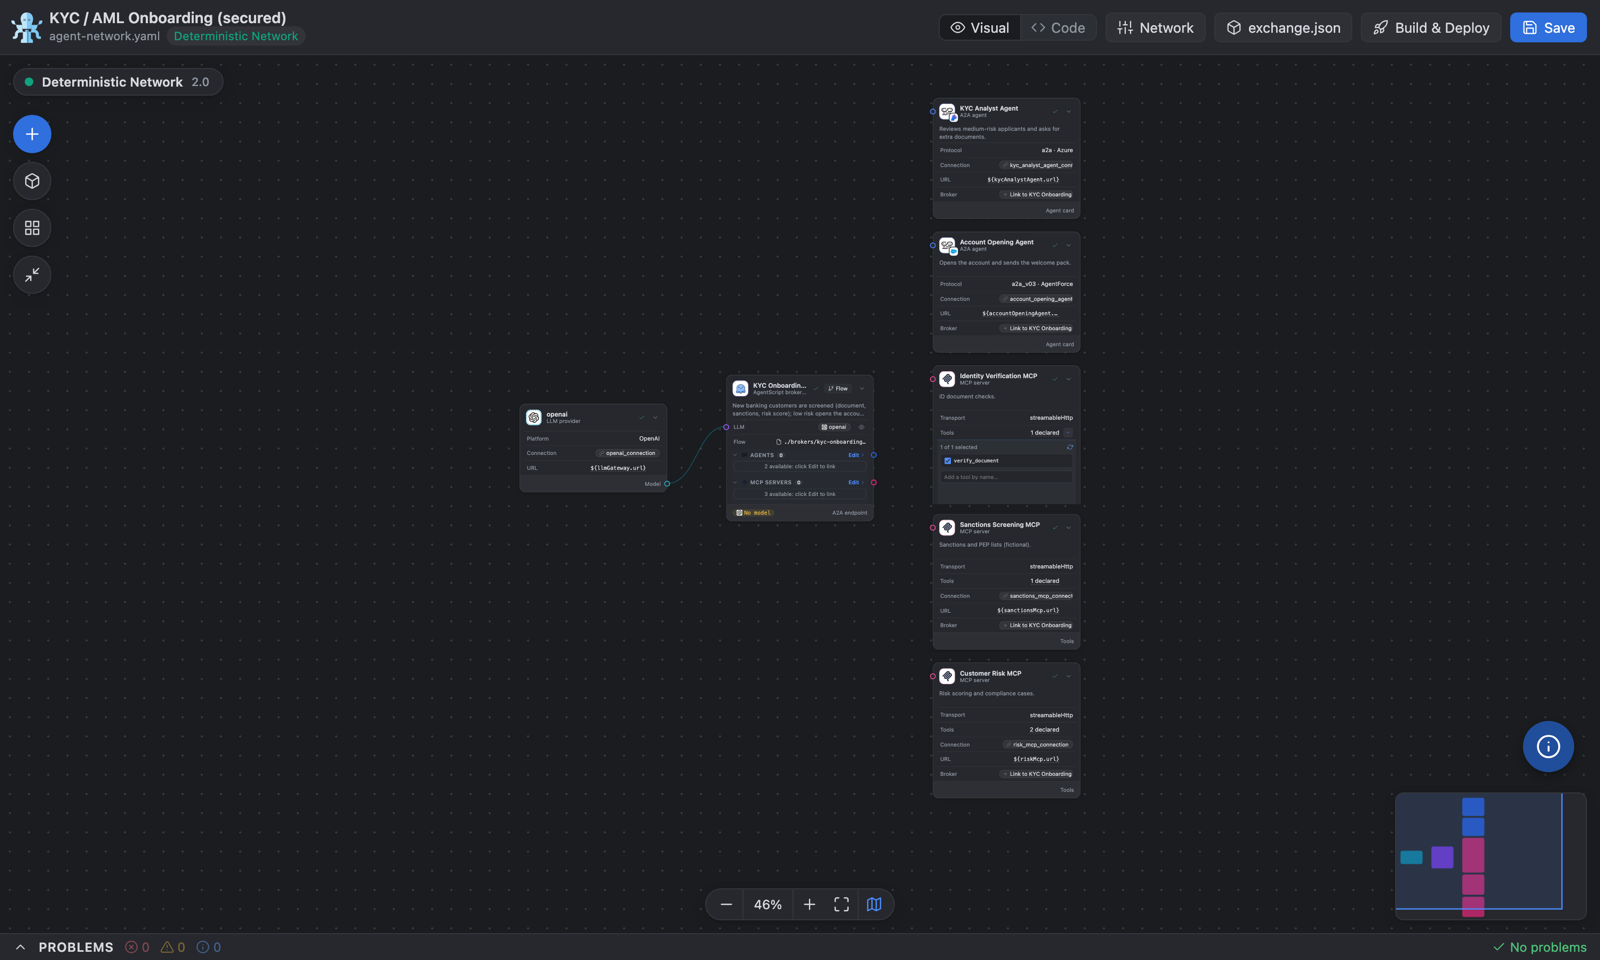 KYC / AML Onboarding (secured)
agent-network.yaml Deterministic Network
Visual Code Network exchange.json Build & Deploy Save
Deterministic Network 2.0
KYC Analyst Agent
A2A agent
Reviews medium-risk applicants and asks for
extra documents.
Protocol a2a · Azure
Connection kyc_analyst_agent_conn
URL ${kycAnalystAgent.url}
Broker Link to KYC Onboarding
Agent card
Account Opening Agent
A2A agent
Opens the account and sends the welcome pack.
Protocol a2a_v03 · AgentForce
Connection account_opening_agent
URL ${accountOpeningAgent.…
Broker Link to KYC Onboarding
Agent card
openai
LLM provider
Platform OpenAI
Connection openai_connection
URL ${llmGateway.url}
Model
KYC Onboardin... Flow
AgentScript broker...
New banking customers are screened (document,
sanctions, risk score); low risk opens the accou...
LLM openai
Flow ./brokers/kyc-onboarding…
AGENTS 0 Edit
2 available: click Edit to link
MCP SERVERS 0 Edit
3 available: click Edit to link
No model A2A endpoint
Identity Verification MCP
MCP server
ID document checks.
Transport streamableHttp
Tools 1 declared
1 of 1 selected
verify_document
Add a tool by name...
Sanctions Screening MCP
MCP server
Sanctions and PEP lists (fictional).
Transport streamableHttp
Tools 1 declared
Connection sanctions_mcp_connect
URL ${sanctionsMcp.url}
Broker Link to KYC Onboarding
Tools
Customer Risk MCP
MCP server
Risk scoring and compliance cases.
Transport streamableHttp
Tools 2 declared
Connection risk_mcp_connection
URL ${riskMcp.url}
Broker Link to KYC Onboarding
Tools
46%
PROBLEMS 0 0 0
No problems